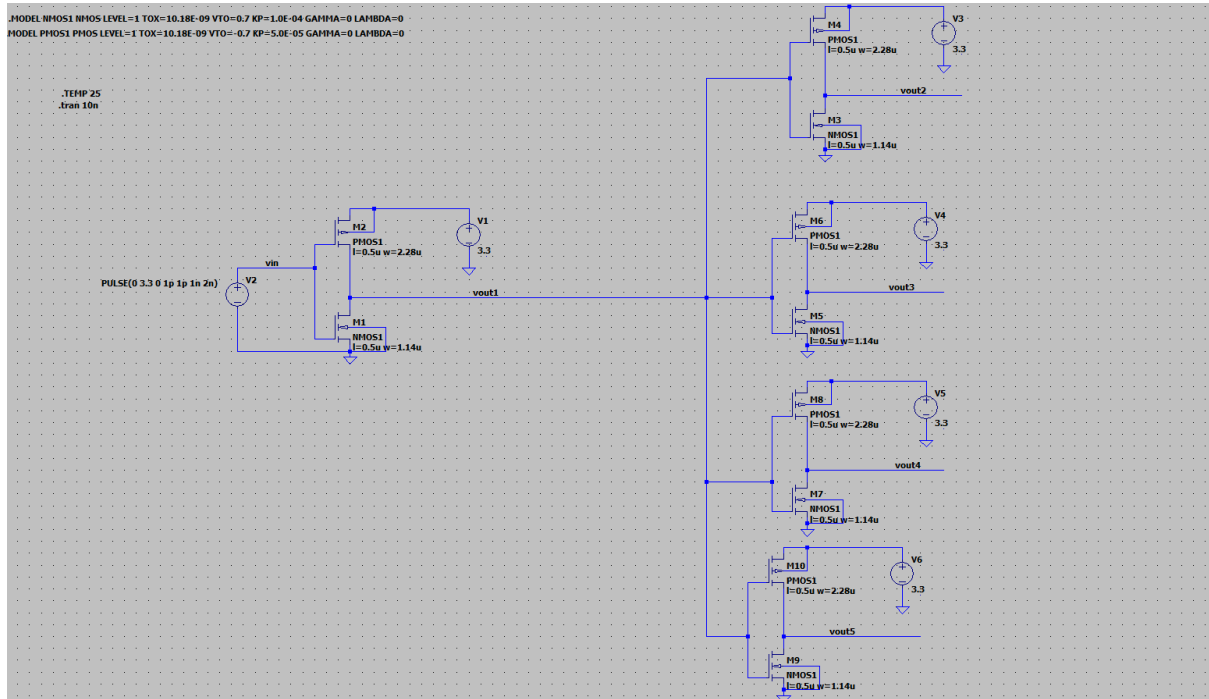 .MODEL NMOS1 NMOS LEVEL=1 TOX=10.18E-09 VTO=0.7 KP=1.0E-04 GAMMA=0 LAMBDA=0
.MODEL PMOS1 PMOS LEVEL=1 TOX=10.18E-09 VTO=-0.7 KP=5.0E-05 GAMMA=0 LAMBDA=0
.TEMP 25
.tran 10n
M4
PMOS1
l=0.5u w=2.28u
V3
3.3
vout2
M3
NMOS1
l=0.5u w=1.14u
M2
PMOS1
l=0.5u w=2.28u
V1
3.3
vin
PULSE(0 3.3 0 1p 1p 1n 2n)
V2
vout1
M1
NMOS1
l=0.5u w=1.14u
M6
PMOS1
l=0.5u w=2.28u
V4
3.3
vout3
M5
NMOS1
l=0.5u w=1.14u
M8
PMOS1
l=0.5u w=2.28u
V5
3.3
vout4
M7
NMOS1
l=0.5u w=1.14u
M10
PMOS1
l=0.5u w=2.28u
V6
3.3
vout5
M9
NMOS1
l=0.5u w=1.14u